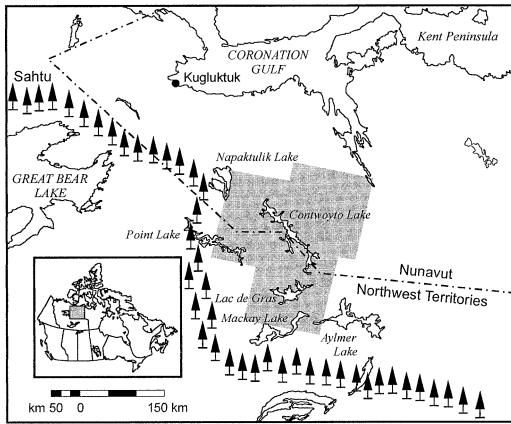 Kent Peninsula
CORONATION
GULF
Kugluktuk
Sahtu
Napaktulik Lake
GREAT BEAR
LAKE
Contwoyto Lake
Point Lake
Nunavut
Northwest Territories
Lac de Gras
Mackay Lake
Aylmer
Lake
km 50 0 150 km